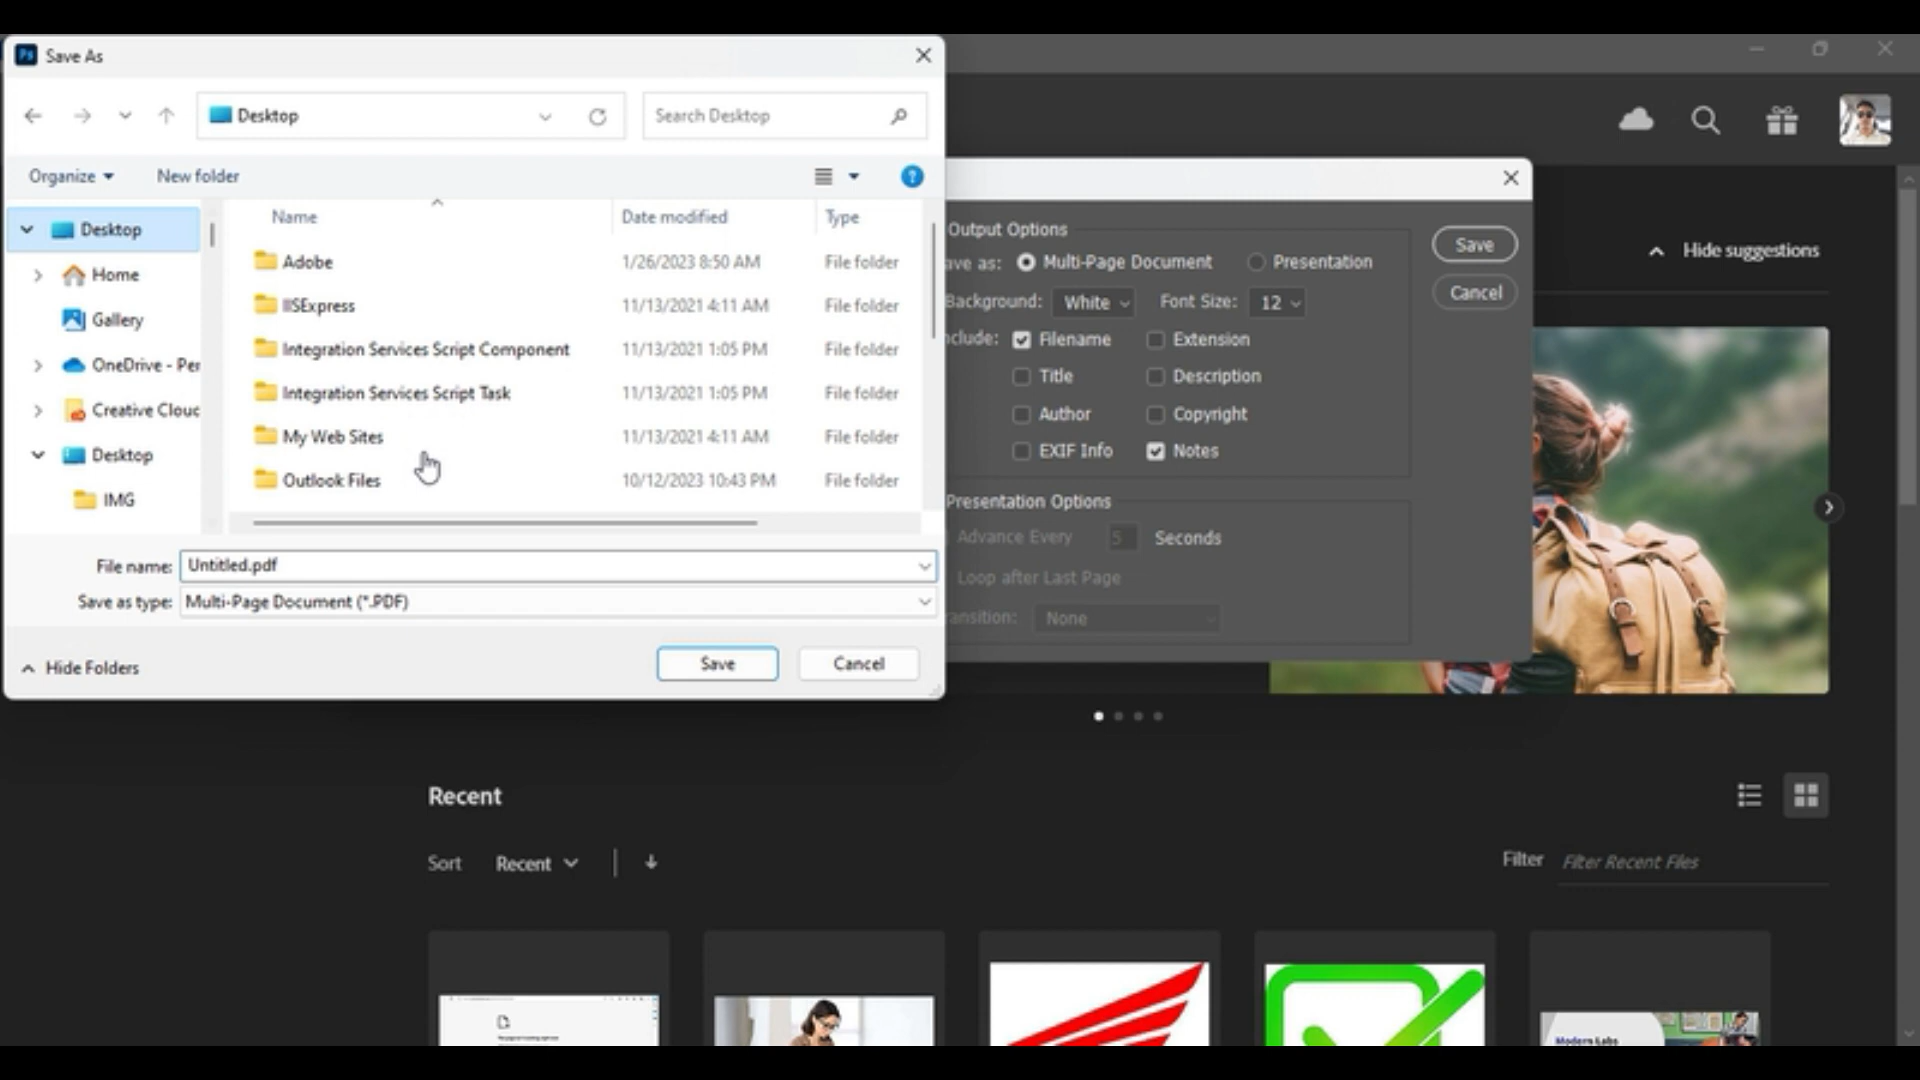 Ps Save As
Desktop
Search Desktop
Organize
New folder
?
Desktop
Home
Gallery
OneDrive - Per
Creative Clouc
Desktop
IMG
Name Date modified Type
Adobe 1/26/2023 8:50 AM File folder
IISExpress 11/13/2021 4:11 AM File folder
Integration Services Script Component 11/13/2021 1:05 PM File folder
Integration Services Script Task 11/13/2021 1:05 PM File folder
My Web Sites 11/13/2021 4:11 AM File folder
Outlook Files 10/12/2023 10:43 PM File folder
File name: Untitled.pdf
Save as type: Multi-Page Document (*.PDF)
Hide Folders
Save
Cancel
Output Options
ave as: Multi-Page Document Presentation
Background: White Font Size: 12
clude: Filename Extension
Title Description
Author Copyright
EXIF Info Notes
Presentation Options
Advance Every 5 Seconds
Loop after Last Page
ansition: None
Save
Cancel
Hide suggestions
Recent
Sort Recent
Filter Filter Recent Files
Modern Labs